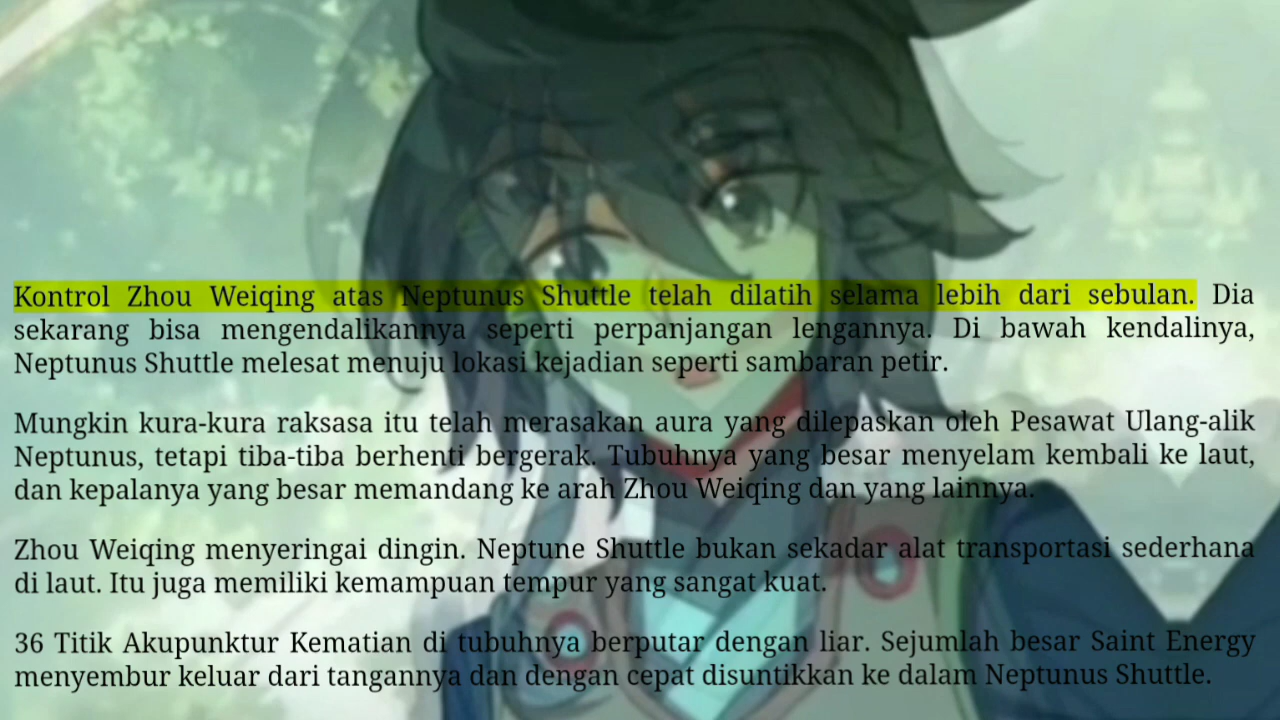 Kontrol Zhou Weiqing atas Neptunus Shuttle telah dilatih selama lebih dari sebulan. Dia
sekarang bisa mengendalikannya seperti perpanjangan lengannya. Di bawah kendalinya,
Neptunus Shuttle melesat menuju lokasi kejadian seperti sambaran petir.
Mungkin kura-kura raksasa itu telah merasakan aura yang dilepaskan oleh Pesawat Ulang-alik
Neptunus, tetapi tiba-tiba berhenti bergerak. Tubuhnya yang besar menyelam kembali ke laut,
dan kepalanya yang besar memandang ke arah Zhou Weiqing dan yang lainnya.
Zhou Weiqing menyeringai dingin. Neptune Shuttle bukan sekadar alat transportasi sederhana
di laut. Itu juga memiliki kemampuan tempur yang sangat kuat.
36 Titik Akupunktur Kematian di tubuhnya berputar dengan liar. Sejumlah besar Saint Energy
menyembur keluar dari tangannya dan dengan cepat disuntikkan ke dalam Neptunus Shuttle.